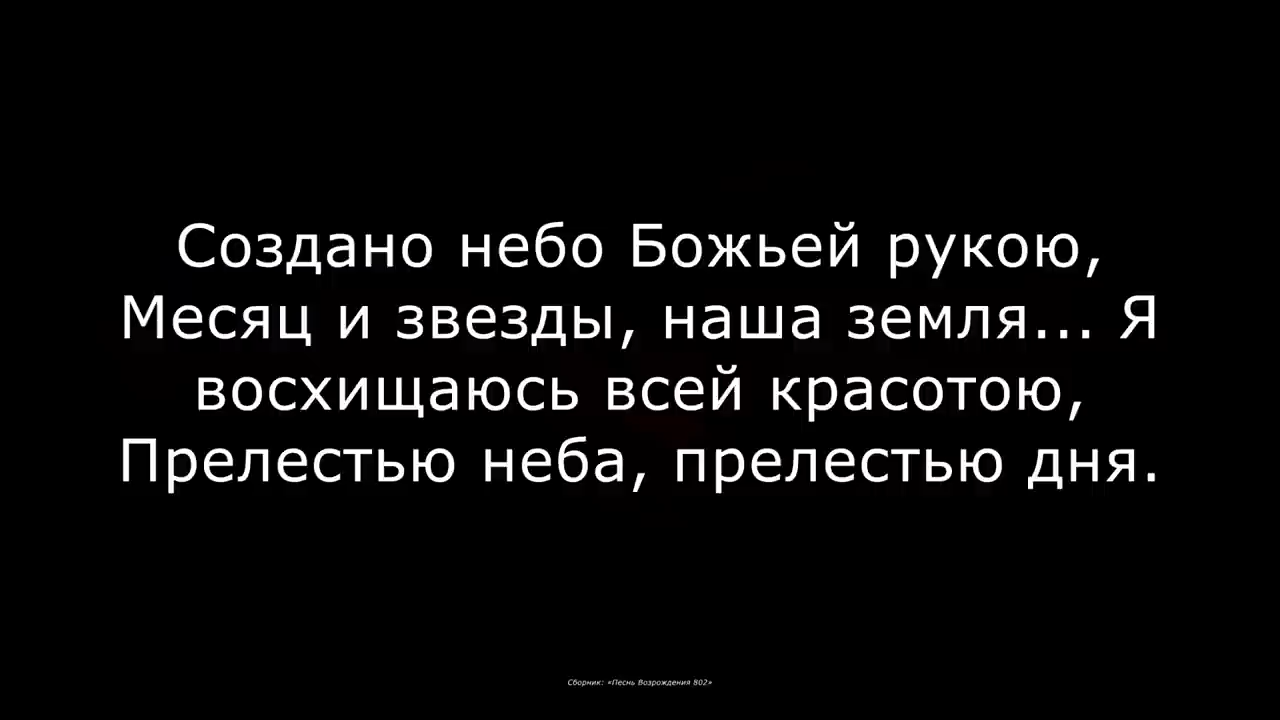 Создано небо Божьей рукою,
Месяц и звезды, наша земля... Я
восхищаюсь всей красотою,
Прелестью неба, прелестью дня.
Сборник: «Песнь Возрождения 802»